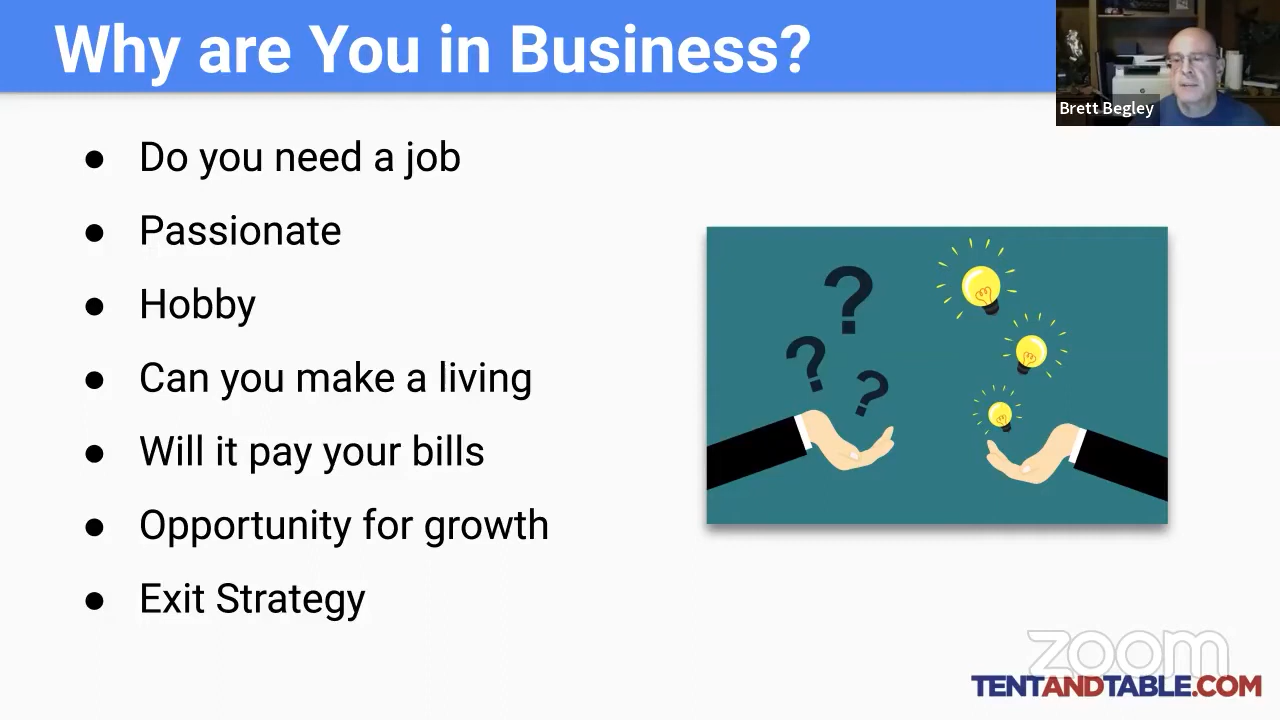 Why are You in Business?
Brett Begley
● Do you need a job
● Passionate
● Hobby
● Can you make a living
● Will it pay your bills
● Opportunity for growth
● Exit Strategy
? ? ?
zoom
TENTANDTABLE.COM